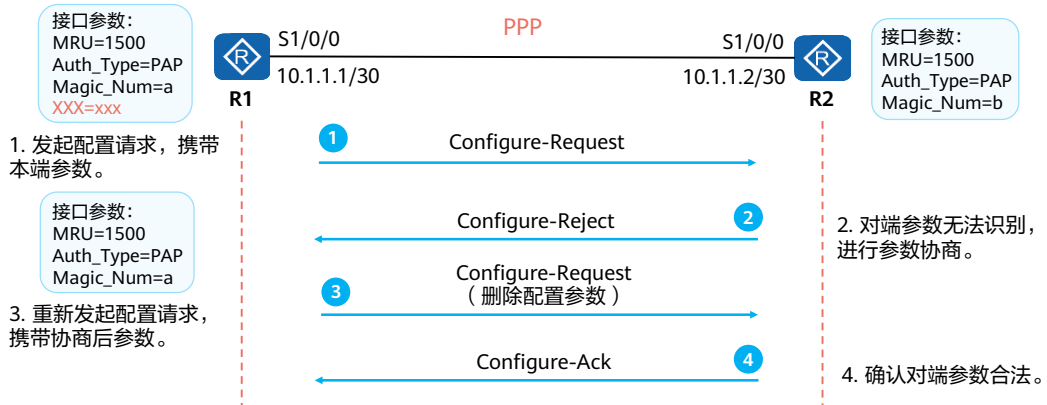 接口参数：
MRU=1500
Auth_Type=PAP
Magic_Num=a
XXX=xxx
R
S1/0/0
10.1.1.1/30
R1
PPP
S1/0/0
10.1.1.2/30
R
R2
接口参数：
MRU=1500
Auth_Type=PAP
Magic_Num=b
1. 发起配置请求，携带
本端参数。
1
Configure-Request
接口参数：
MRU=1500
Auth_Type=PAP
Magic_Num=a
Configure-Reject
2
2. 对端参数无法识别，
进行参数协商。
3. 重新发起配置请求，
携带协商后参数。
3
Configure-Request
（删除配置参数）
Configure-Ack
4
4. 确认对端参数合法。